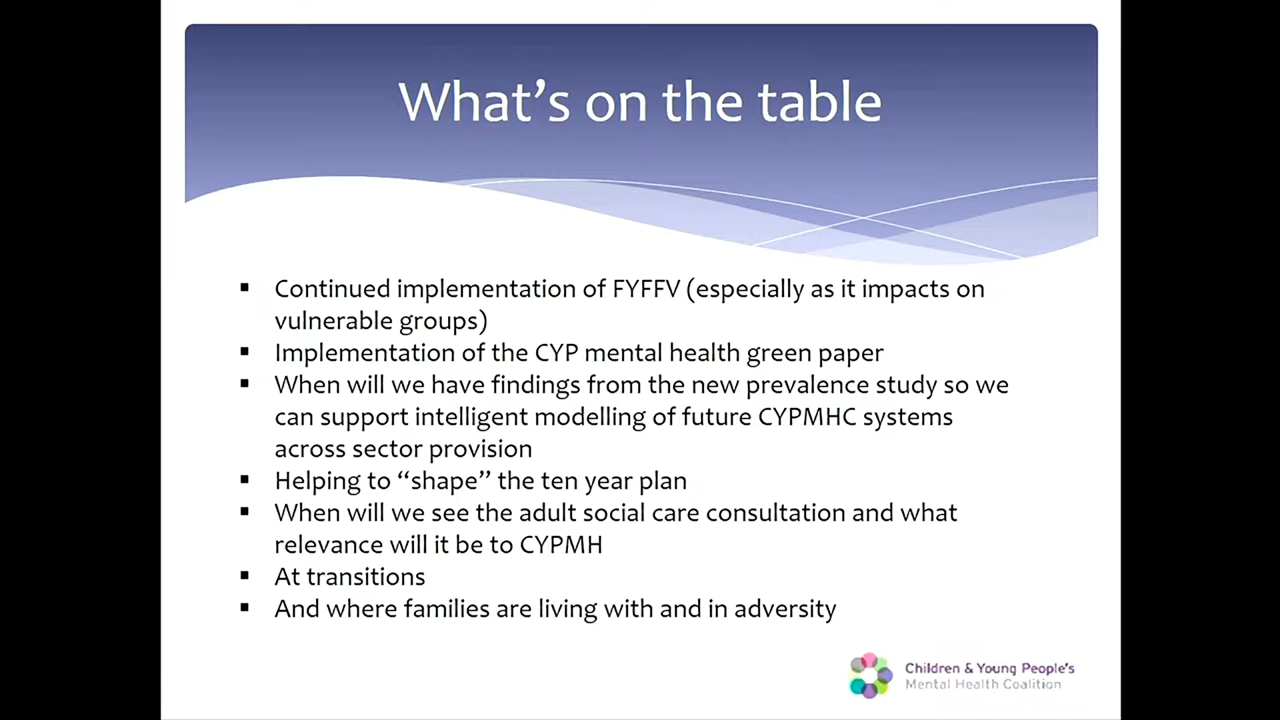 What's on the table
▪ Continued implementation of FYFFV (especially as it impacts on
vulnerable groups)
▪ Implementation of the CYP mental health green paper
▪ When will we have findings from the new prevalence study so we
can support intelligent modelling of future CYPMHC systems
across sector provision
▪ Helping to “shape” the ten year plan
▪ When will we see the adult social care consultation and what
relevance will it be to CYPMH
▪ At transitions
▪ And where families are living with and in adversity
Children & Young People's
Mental Health Coalition